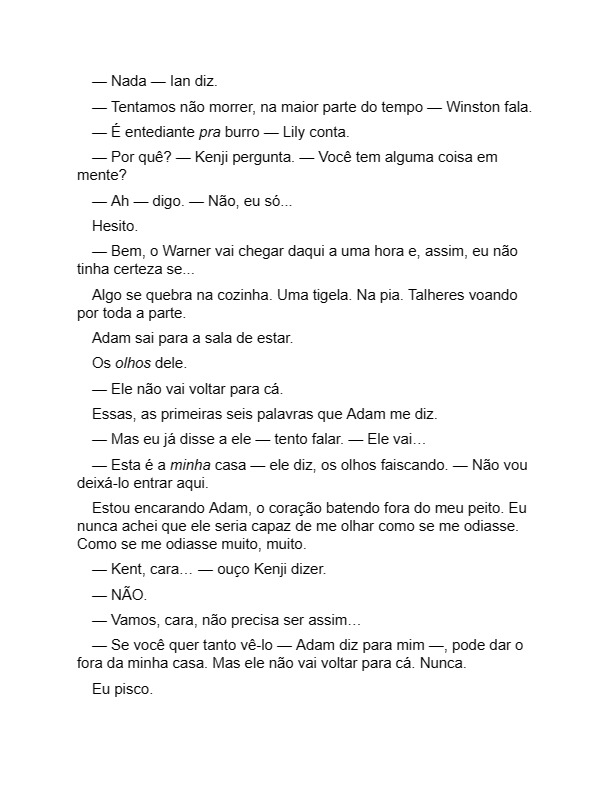 — Nada — Ian diz.
— Tentamos não morrer, na maior parte do tempo — Winston fala.
— É entediante pra burro — Lily conta.
— Por quê? — Kenji pergunta. — Você tem alguma coisa em
mente?
— Ah — digo. — Não, eu só...
Hesito.
— Bem, o Warner vai chegar daqui a uma hora e, assim, eu não
tinha certeza se...
Algo se quebra na cozinha. Uma tigela. Na pia. Talheres voando
por toda a parte.
Adam sai para a sala de estar.
Os olhos dele.
— Ele não vai voltar para cá.
Essas, as primeiras seis palavras que Adam me diz.
— Mas eu já disse a ele — tento falar. — Ele vai…
— Esta é a minha casa — ele diz, os olhos faiscando. — Não vou
deixá-lo entrar aqui.
Estou encarando Adam, o coração batendo fora do meu peito. Eu
nunca achei que ele seria capaz de me olhar como se me odiasse.
Como se me odiasse muito, muito.
— Kent, cara… — ouço Kenji dizer.
— NÃO.
— Vamos, cara, não precisa ser assim…
— Se você quer tanto vê-lo — Adam diz para mim —, pode dar o
fora da minha casa. Mas ele não vai voltar para cá. Nunca.
Eu pisco.